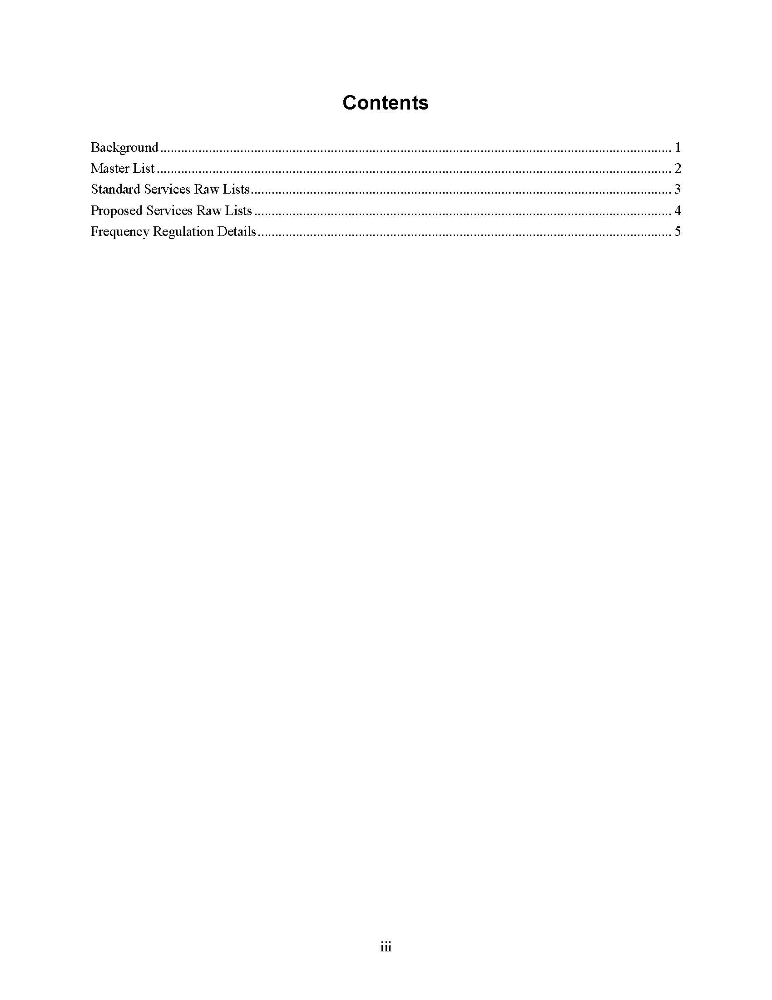 Contents
Background.................................................................................................................................................... 1
Master List.................................................................................................................................................... 2
Standard Services Raw Lists......................................................................................................................... 3
Proposed Services Raw Lists........................................................................................................................ 4
Frequency Regulation Details....................................................................................................................... 5
iii